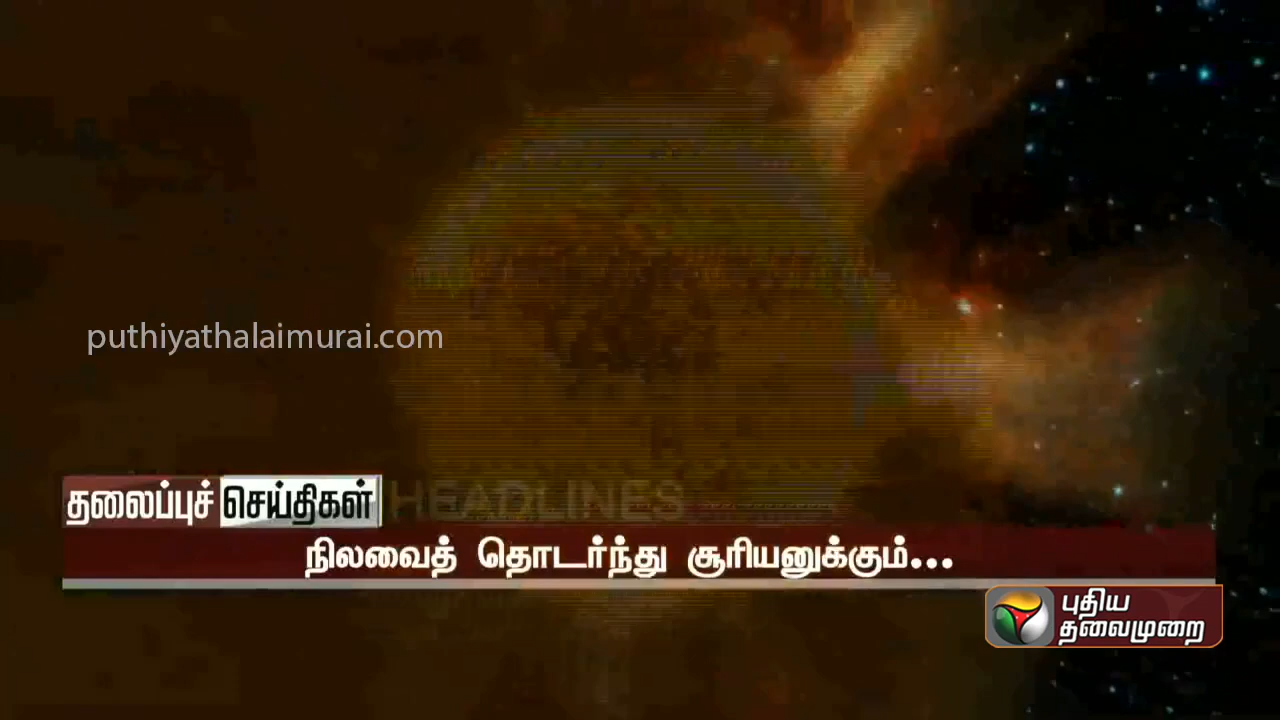 puthiyathalaimurai.com
தலைப்புச் செய்திகள் HEADLINES
நிலவைத் தொடர்ந்து சூரியனுக்கும்...
புதிய
தலைமுறை